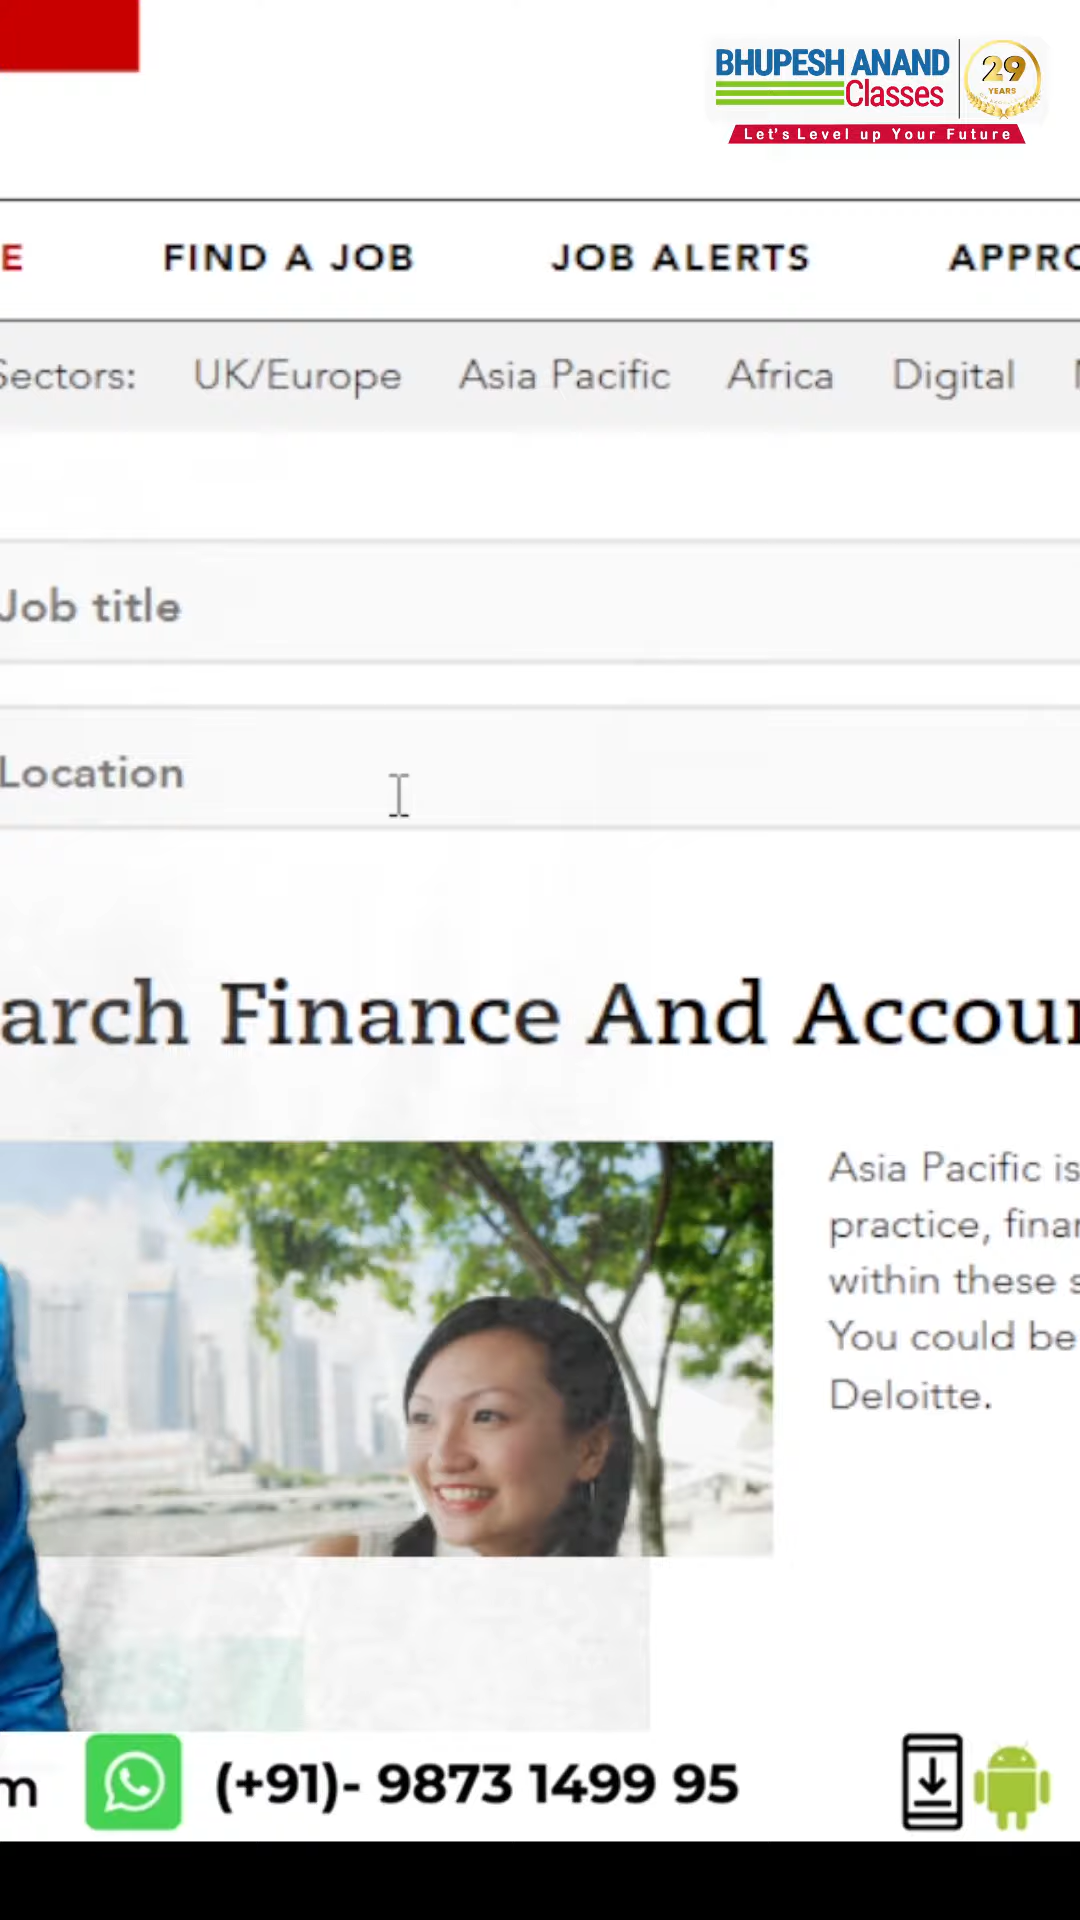 BHUPESH ANAND
Classes
29
YEARS
Let's Level up Your Future
E FIND A JOB JOB ALERTS APPRO
Sectors: UK/Europe Asia Pacific Africa Digital
Job title
Location
arch Finance And Accoun
Asia Pacific is
practice, finan
within these s
You could be
Deloitte.
m (+91)- 9873 1499 95